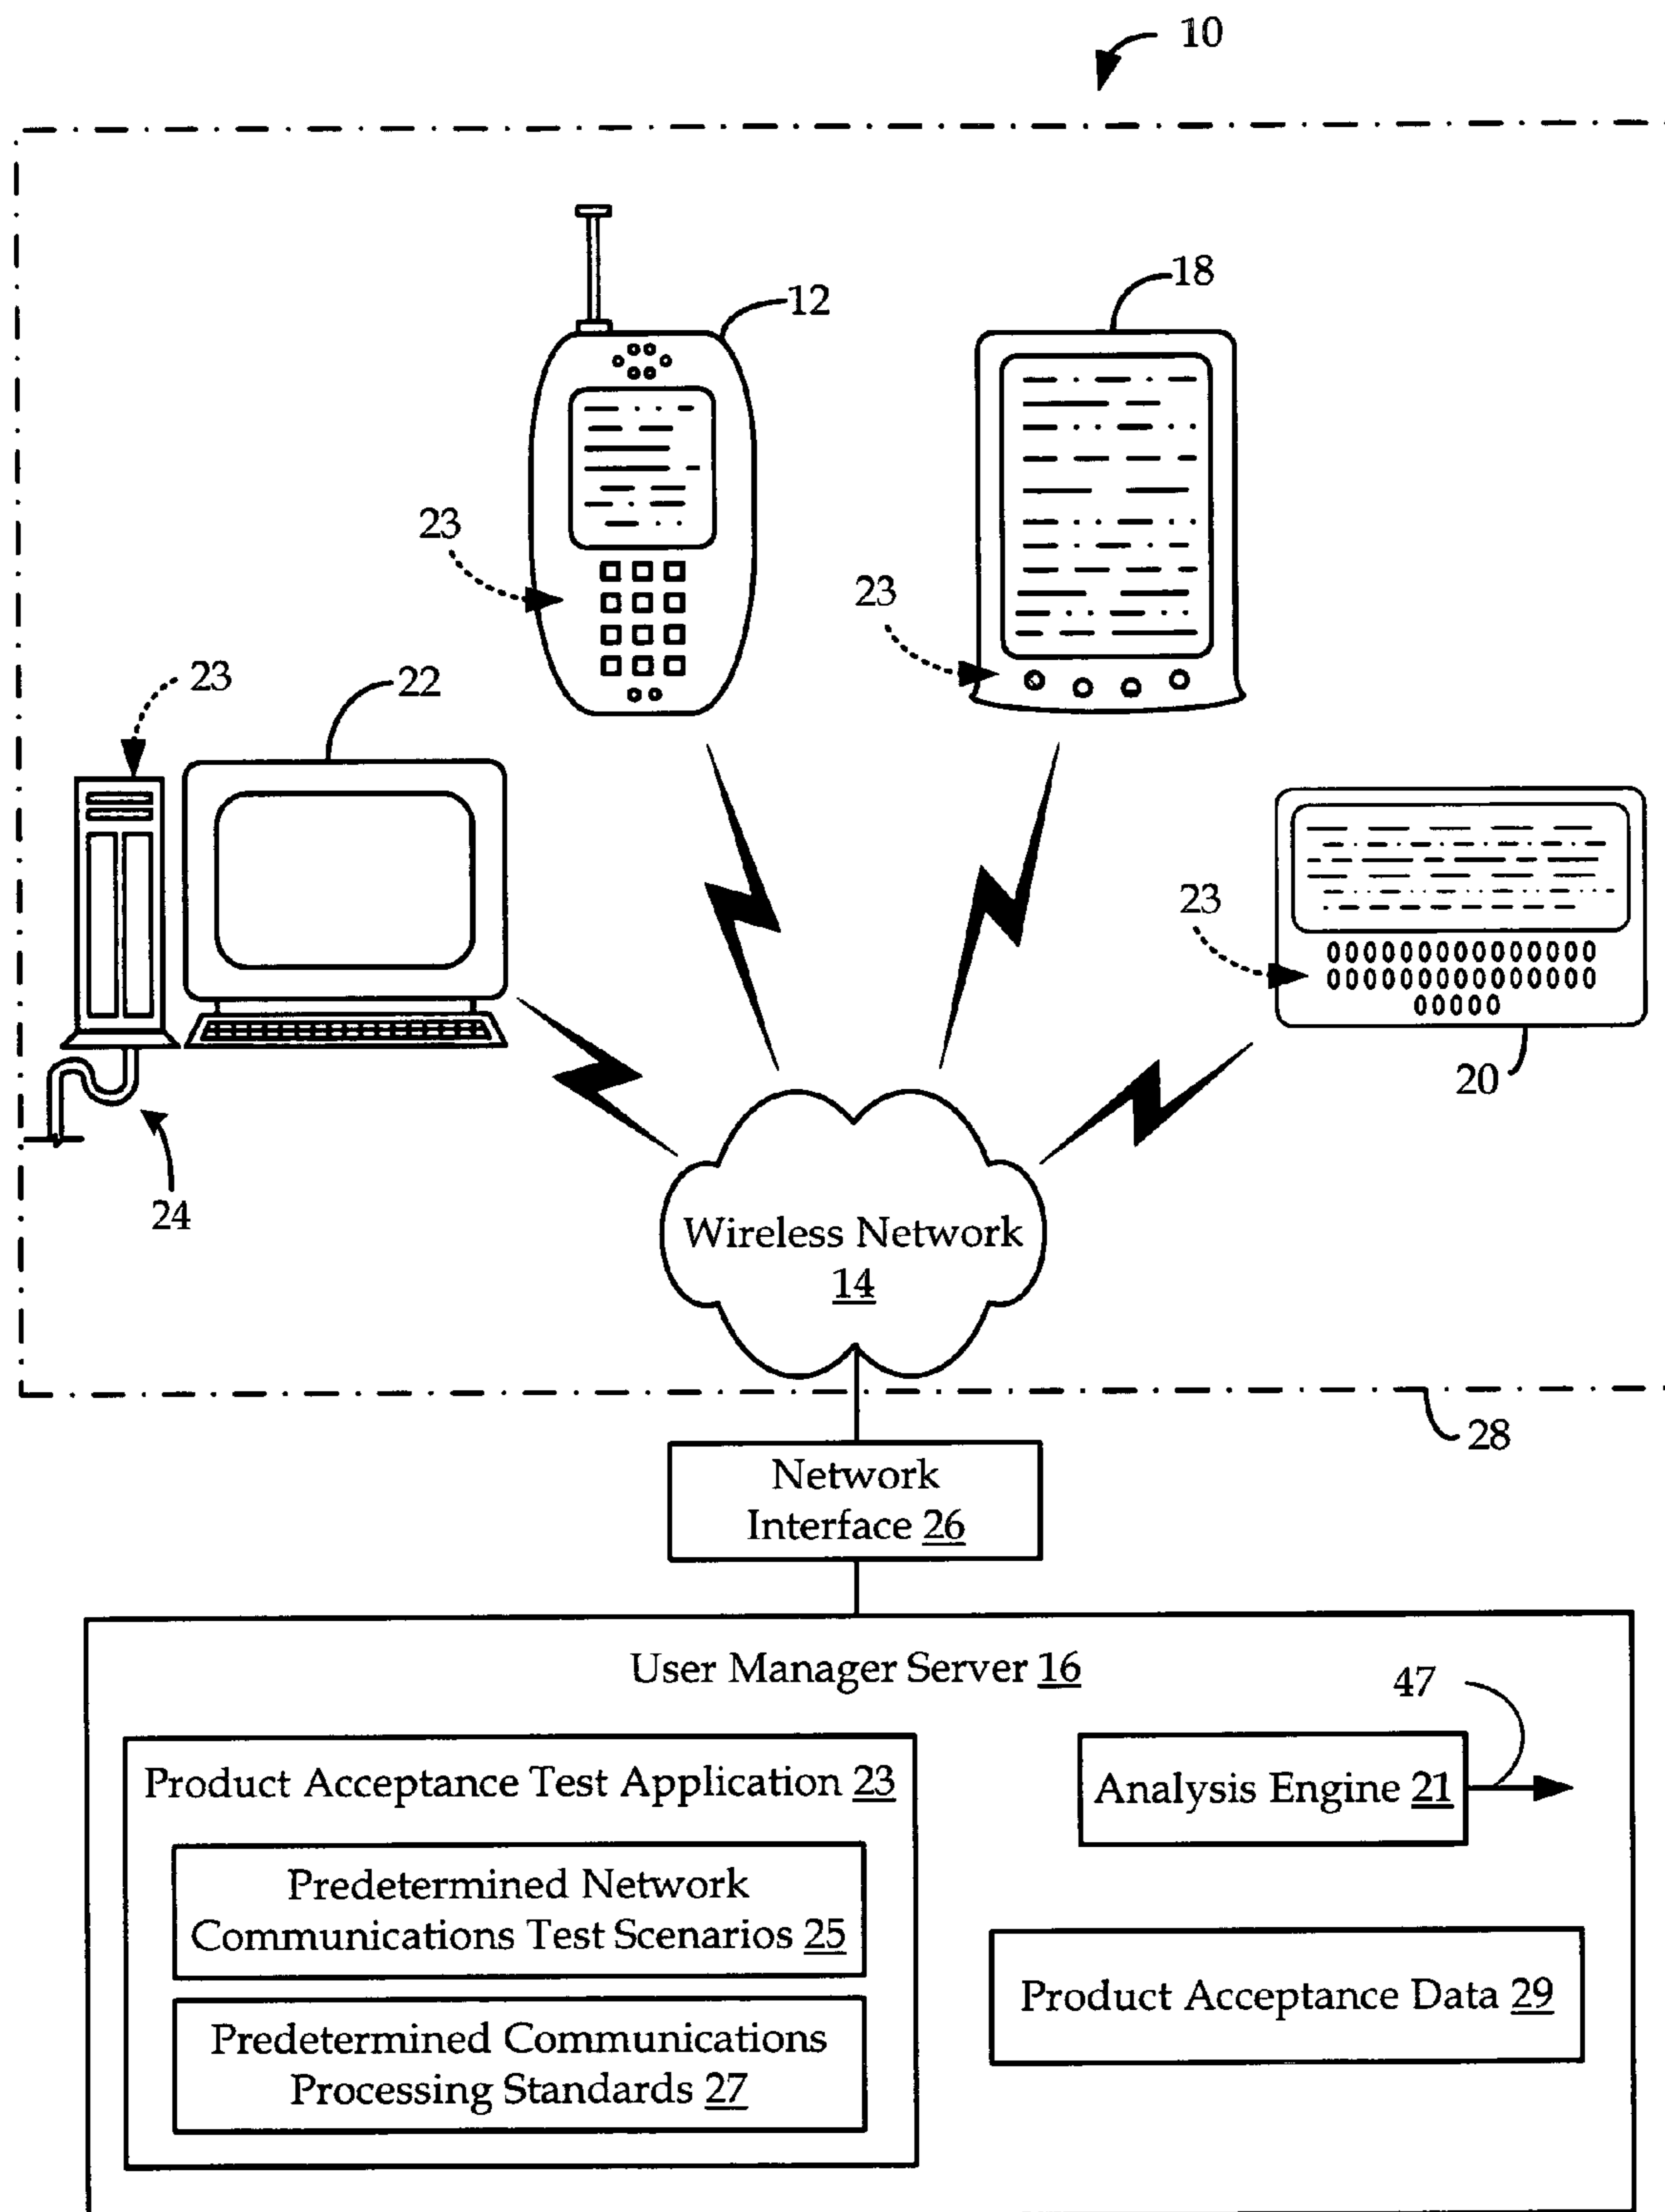 10
18
12
23
23
23
22
23
20
24
Wireless Network
14
28
Network
Interface 26
User Manager Server 16
47
Product Acceptance Test Application 23
Analysis Engine 21
Predetermined Network
Communications Test Scenarios 25
Product Acceptance Data 29
Predetermined Communications
Processing Standards 27